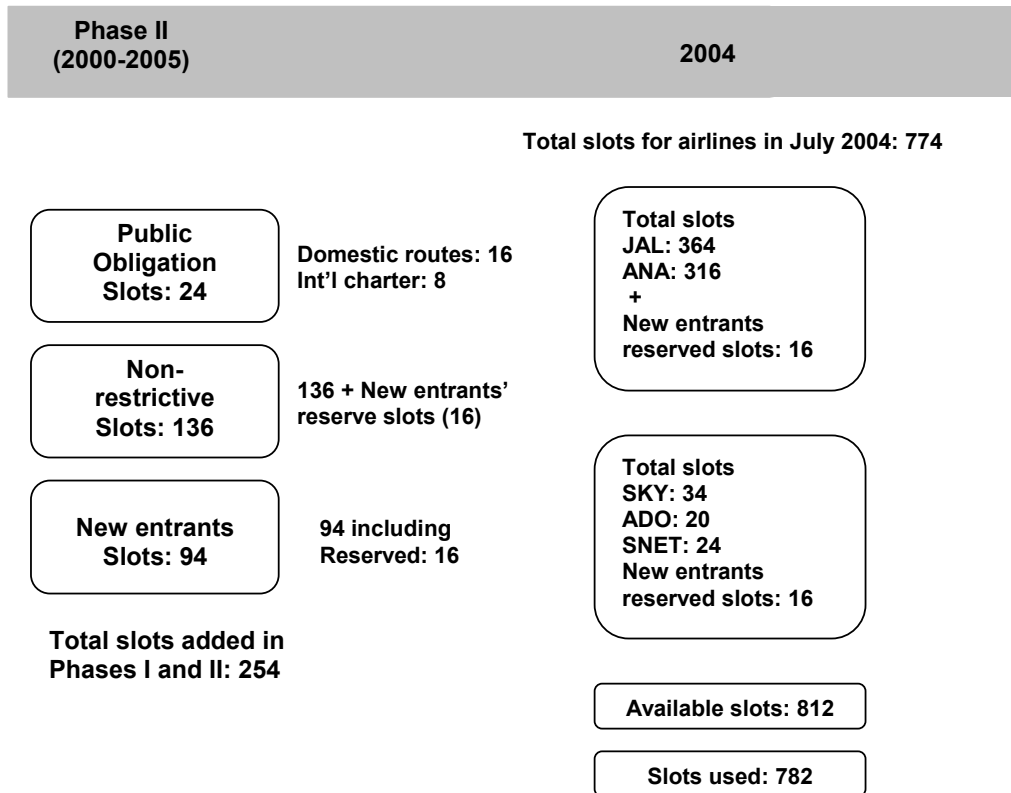 Phase II
(2000-2005)
2004
Total slots for airlines in July 2004: 774
Public
Obligation
Slots: 24
Domestic routes: 16
Int'l charter: 8
Non-
restrictive
Slots: 136
136 + New entrants’
reserve slots (16)
New entrants
Slots: 94
94 including
Reserved: 16
Total slots added in
Phases I and II: 254
Total slots
JAL: 364
ANA: 316
+
New entrants
reserved slots: 16
Total slots
SKY: 34
ADO: 20
SNET: 24
New entrants
reserved slots: 16
Available slots: 812
Slots used: 782